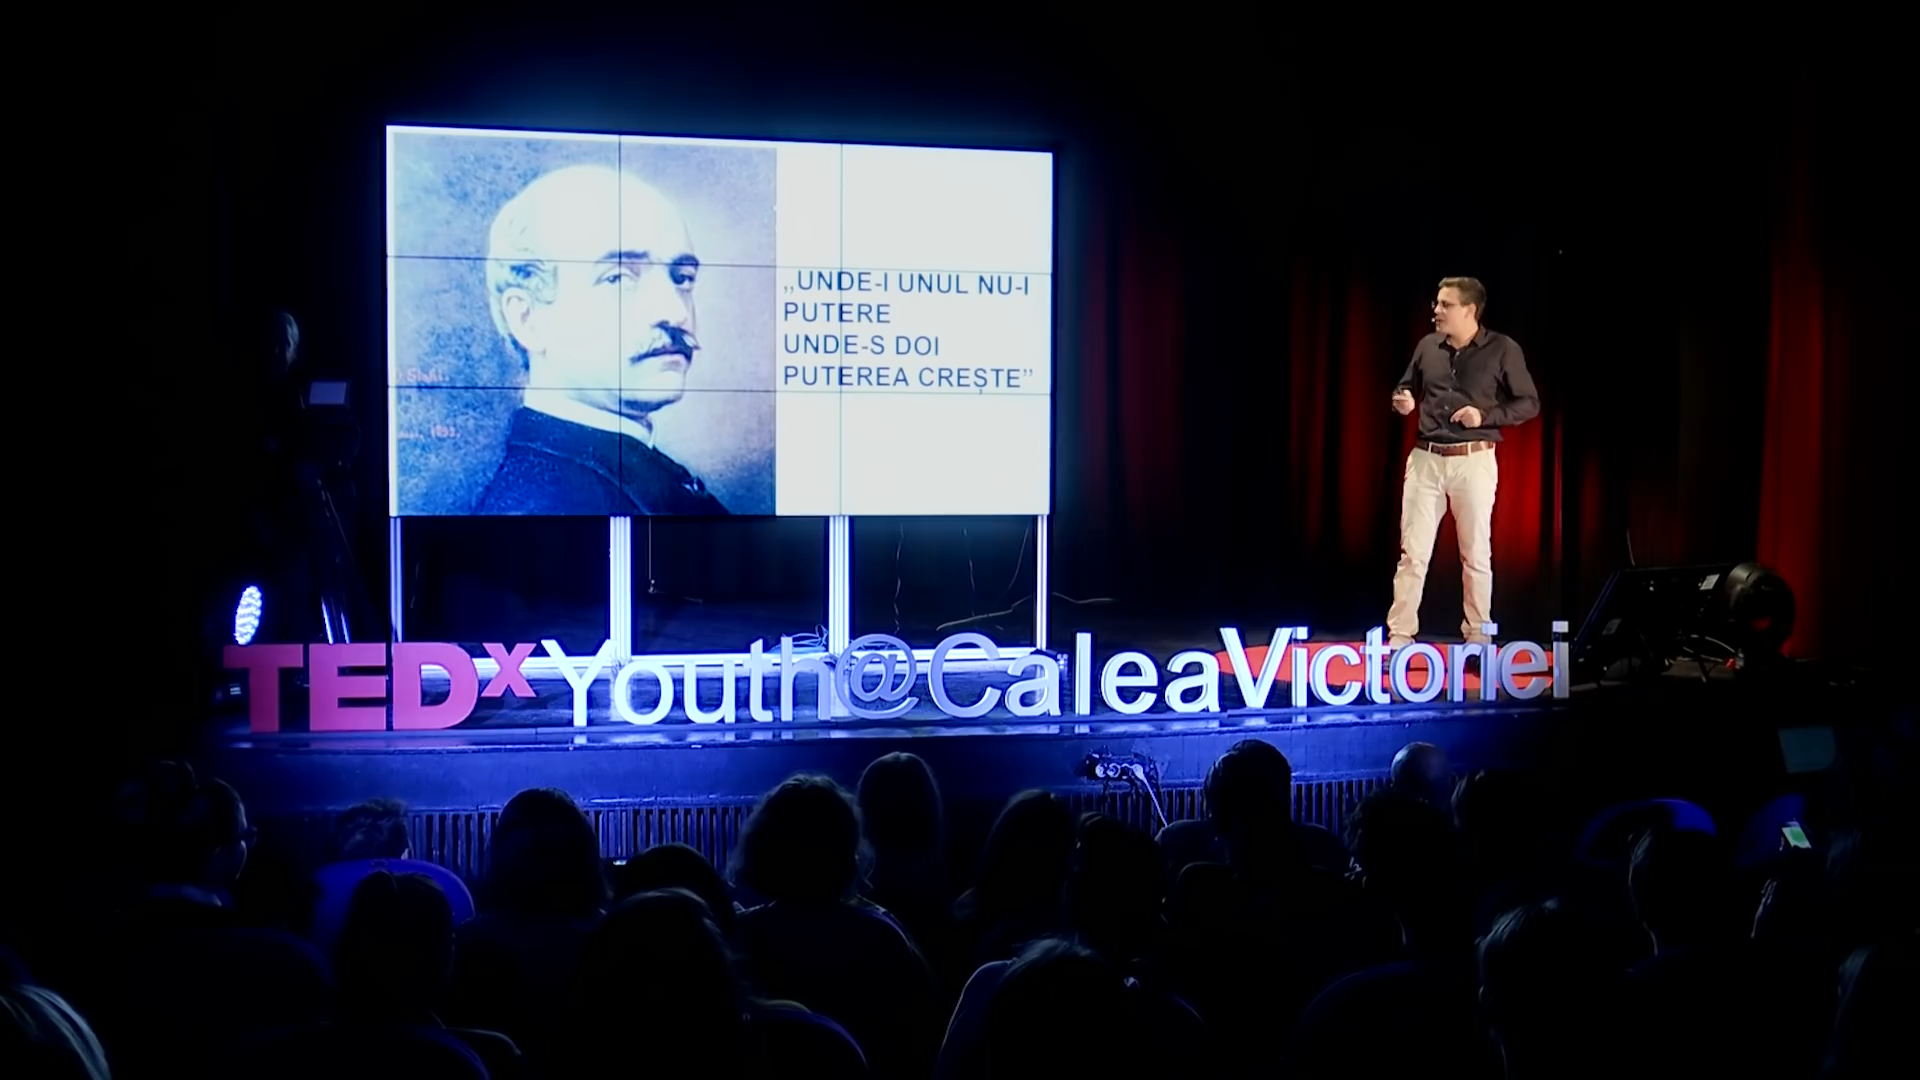 „UNDE-I UNUL NU-I
PUTERE
UNDE-S DOI
PUTEREA CREȘTE”
TEDxYouth@CaleaVictoriei